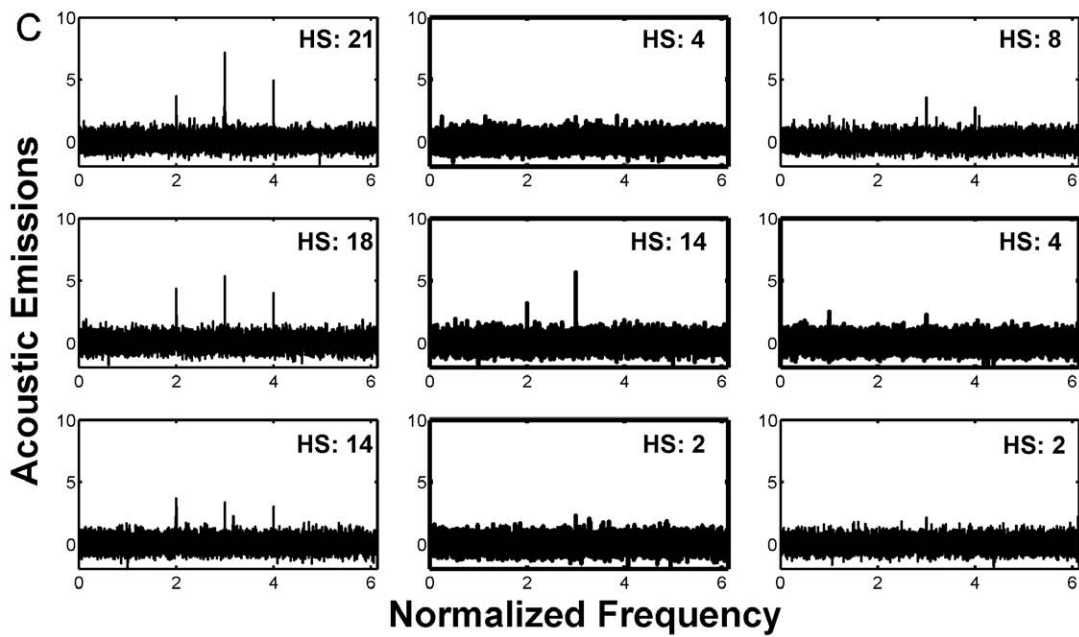 C
Acoustic Emissions
10 HS: 21
5
0
0 2 4 6
10 HS: 4
5
0
0 2 4 6
10 HS: 8
5
0
0 2 4 6
10 HS: 18
5
0
0 2 4 6
10 HS: 14
5
0
0 2 4 6
10 HS: 4
5
0
0 2 4 6
10 HS: 14
5
0
0 2 4 6
10 HS: 2
5
0
0 2 4 6
10 HS: 2
5
0
0 2 4 6
Normalized Frequency